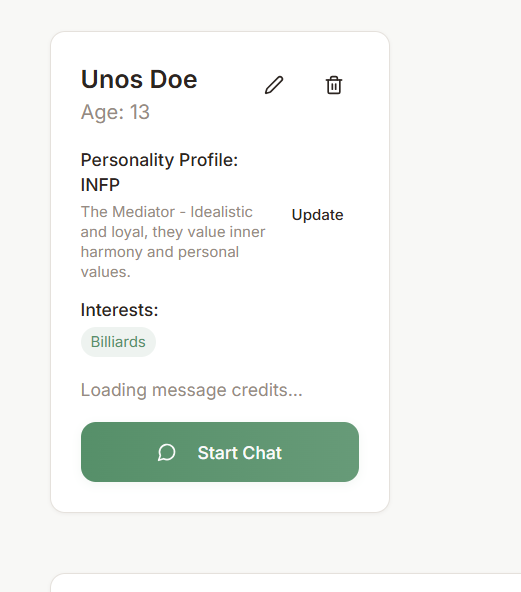 Unos Doe
Age: 13
Personality Profile:
INFP
The Mediator - Idealistic
and loyal, they value inner
harmony and personal
values.
Update
Interests:
Billiards
Loading message credits...
Start Chat